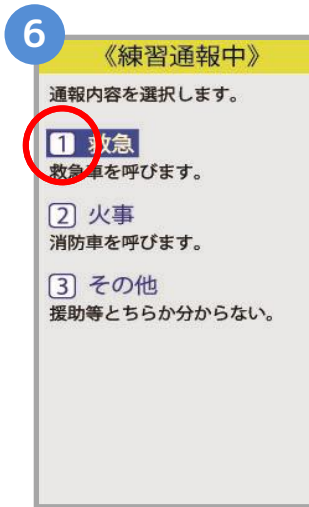 6
《練習通報中》
通報内容を選択します。
1 救急
救急車を呼びます。
2 火事
消防車を呼びます。
3 その他
援助等とちらか分からない。